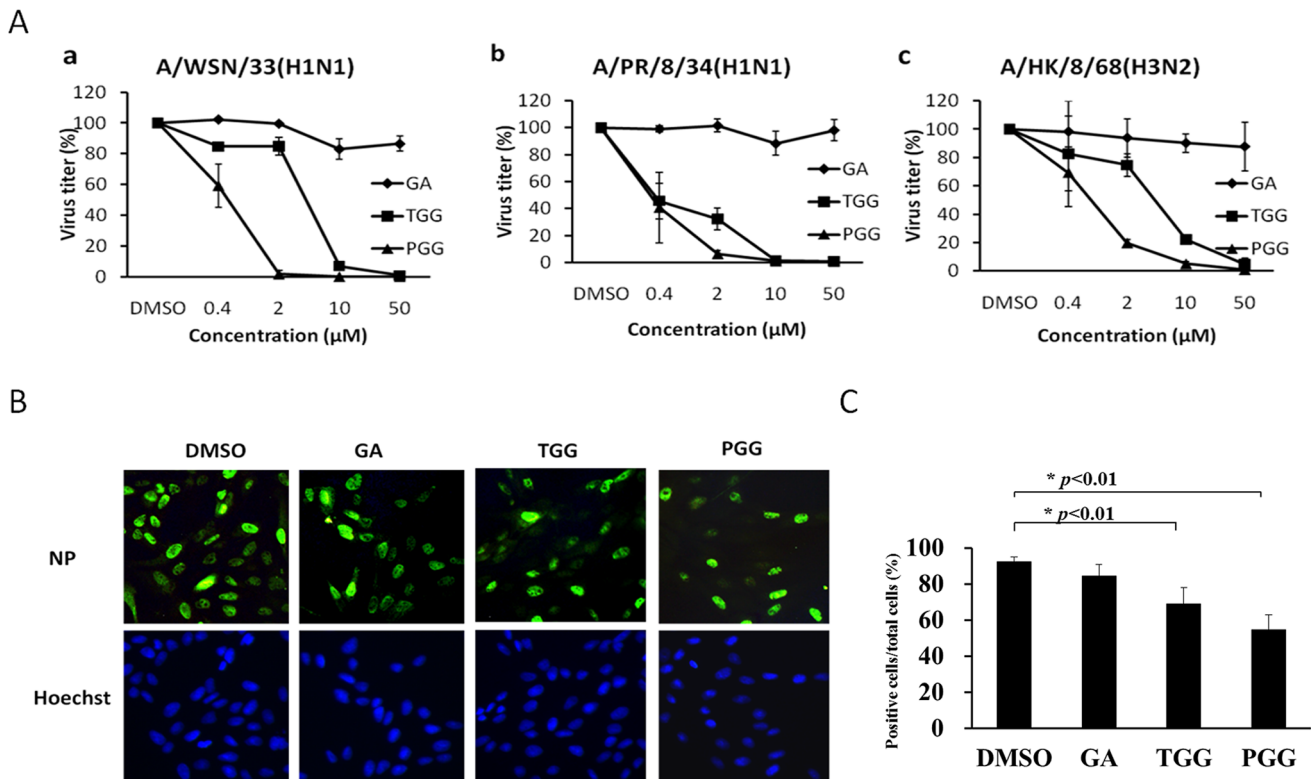 A
a
A/WSN/33(H1N1)
Virus titer (%)
120
100
80
60
40
20
0
GA
TGG
PGG
DMSO 0.4 2 10 50
Concentration (µM)
b
A/PR/8/34(H1N1)
Virus titer (%)
120
100
80
60
40
20
0
GA
TGG
PGG
DMSO 0.4 2 10 50
Concentration (µM)
c
A/HK/8/68(H3N2)
Virus titer (%)
120
100
80
60
40
20
0
GA
TGG
PGG
DMSO 0.4 2 10 50
Concentration (µM)
B
DMSO GA TGG PGG
NP
Hoechst
C
* p<0.01
* p<0.01
Positive cells/total cells (%)
100
80
60
40
20
0
DMSO GA TGG PGG